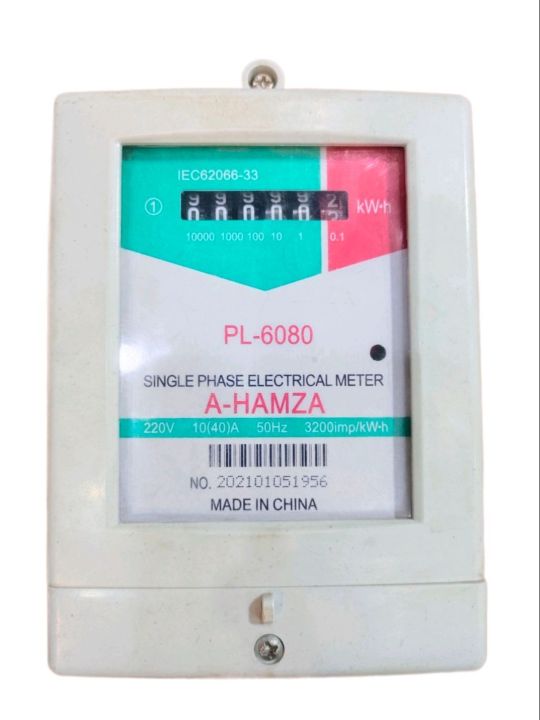 IEC62066-33
1 kW·h
10000 1000 100 10 1 0.1
PL-6080
SINGLE PHASE ELECTRICAL METER
A-HAMZA
220V 10(40)A 50Hz 3200imp/kW·h
NO. 202101051956
MADE IN CHINA